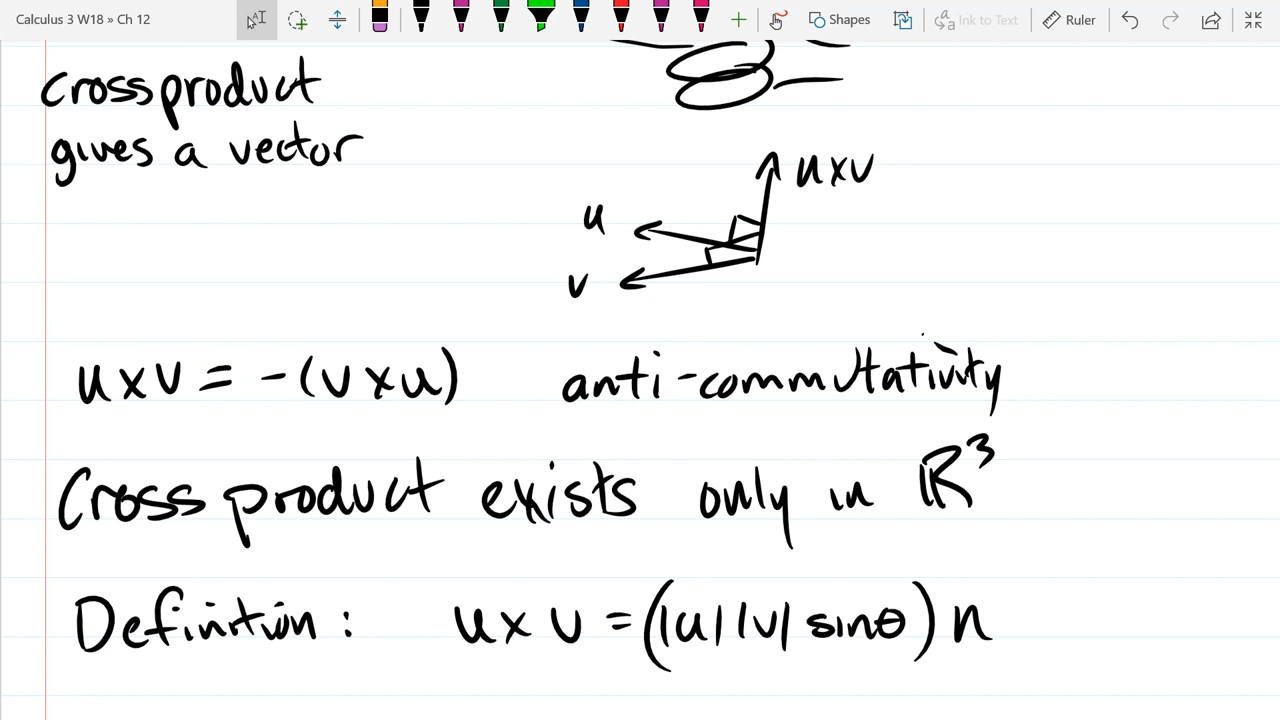 Calculus 3 W18 » Ch 12
Shapes
Ink to Text
Ruler
cross product
gives a vector
u x v
u
v
u x v = -(v x u) anti-commutativity
Cross product exists only in ℝ³
Definition: u x v = (|u| |v| sinθ) n